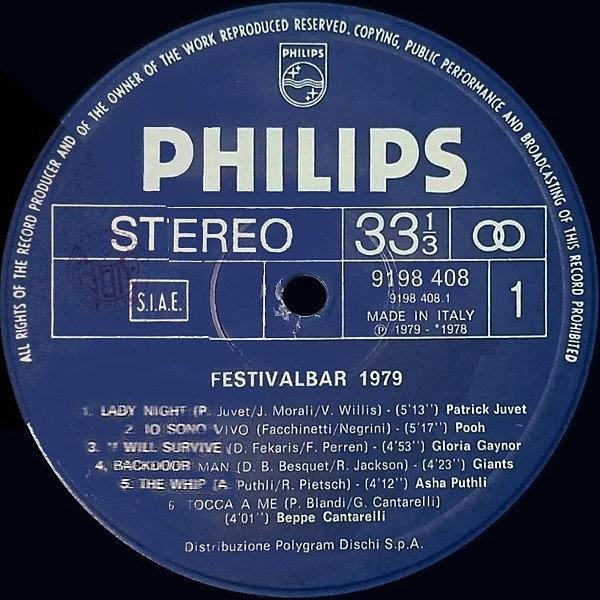 ALL RIGHTS OF THE RECORD PRODUCER AND OF THE OWNER OF THE WORK REPRODUCED RESERVED. COPYING, PUBLIC PERFORMANCE AND BROADCASTING OF THIS RECORD PROHIBITED
PHILIPS
PHILIPS
STEREO 33 1/3
S.I.A.E. 9198 408 1
9198 408.1
MADE IN ITALY
Ⓟ 1979 - *1978
FESTIVALBAR 1979
1. LADY NIGHT (P. Juvet/J. Morali/V. Willis) - (5'13'') Patrick Juvet
2. IO SONO VIVO (Facchinetti/Negrini) - (5'17'') Pooh
3. *I WILL SURVIVE (D. Fekaris/F. Perren) - (4'53'') Gloria Gaynor
4. BACKDOOR MAN (D. B. Besquet/R. Jackson) - (4'23'') Giants
5. THE WHIP (A. Puthli/R. Pietsch) - (4'12'') Asha Puthli
6. TOCCA A ME (P. Blandi/G. Cantarelli)
(4'01'') Beppe Cantarelli
Distribuzione Polygram Dischi S.p.A.